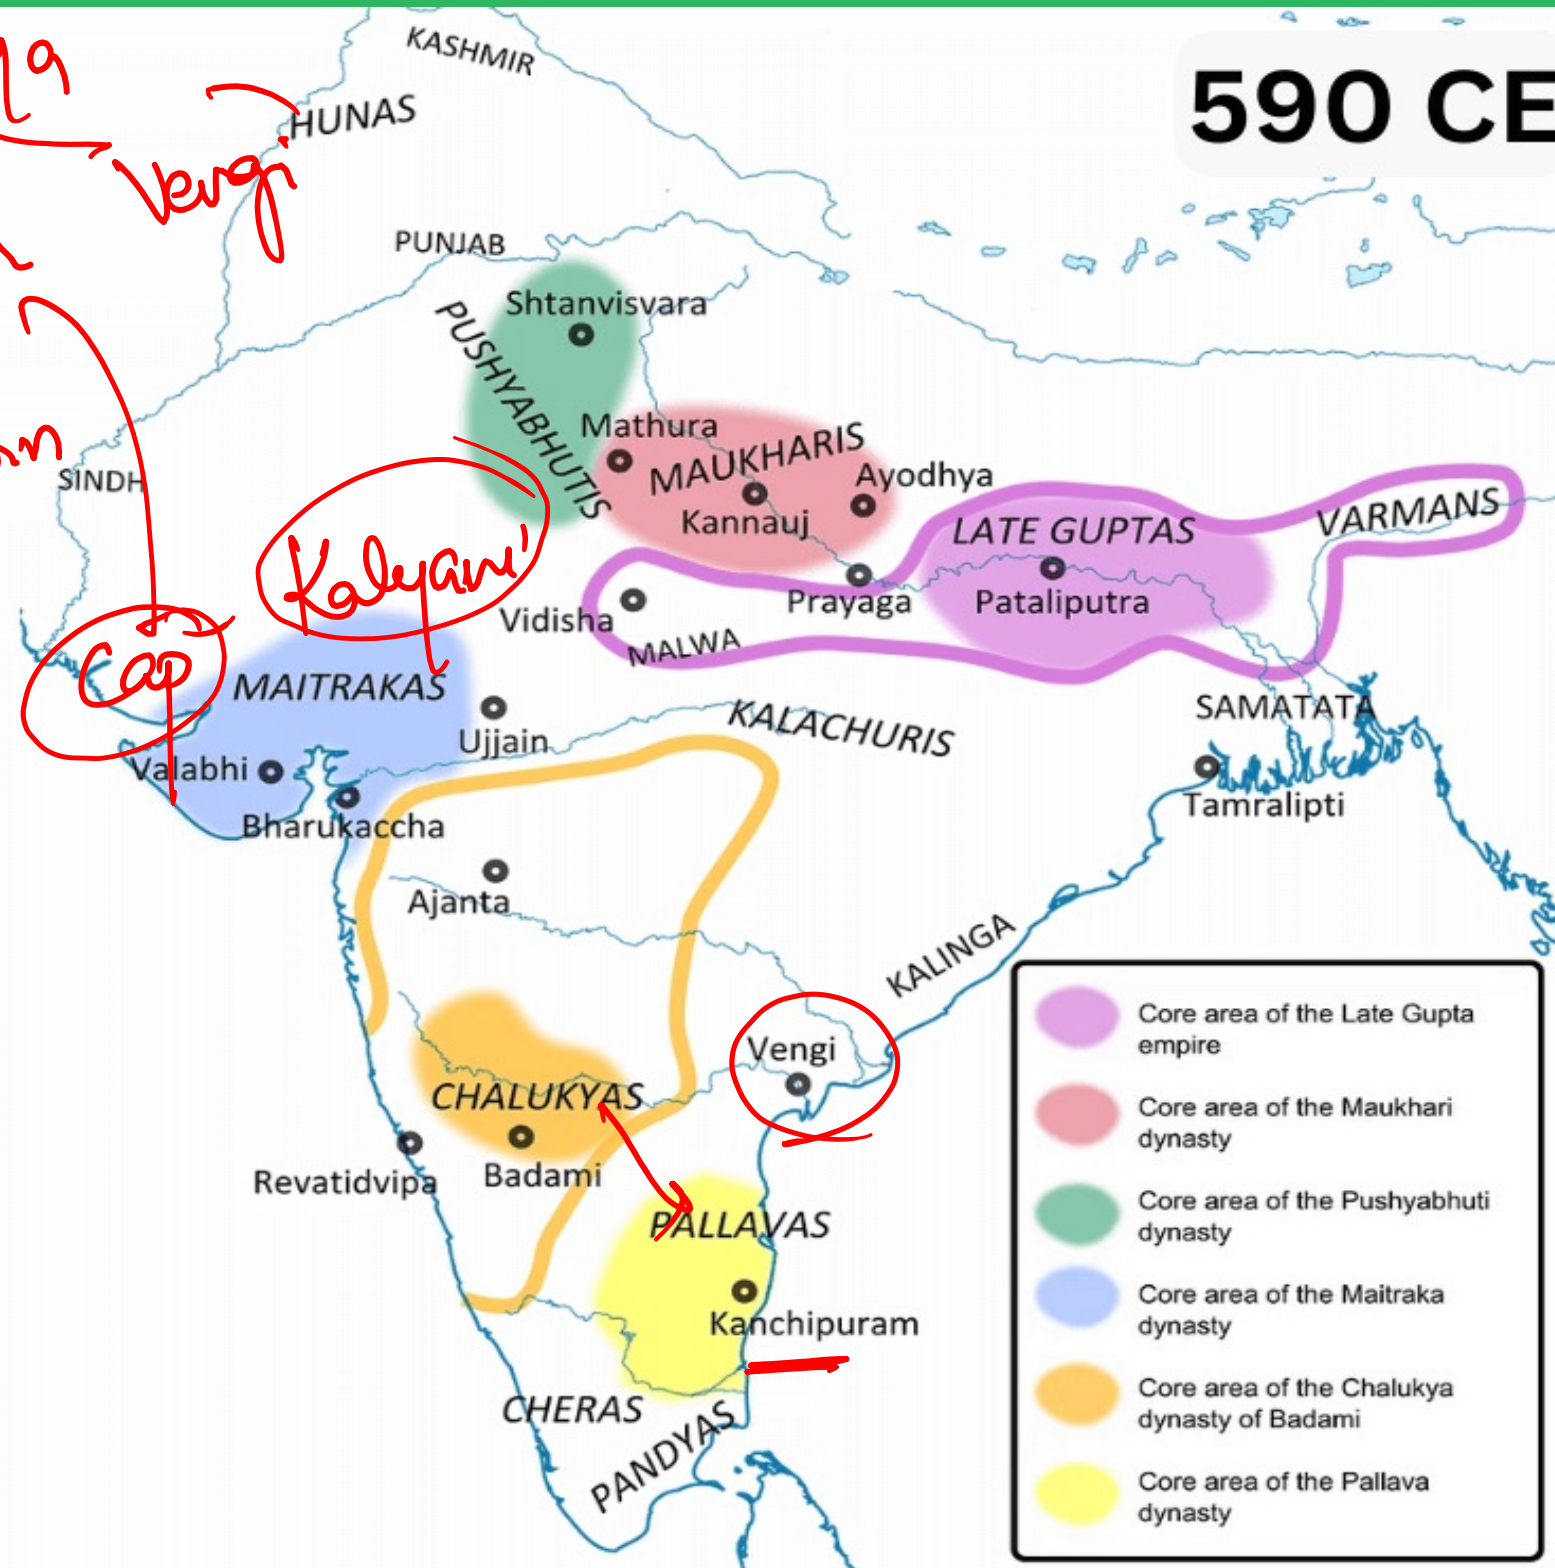 KASHMIR
590 CE
HUNAS
Vengi
PUNJAB
Shtanvisvara
PUSHYABHUTIS
Mathura
MAUKHARIS
Ayodhya
SINDH
Kannauj
LATE GUPTAS
VARMANS
Kalyani
Prayaga
Pataliputra
Vidisha
MALWA
Cap
MAITRAKAS
SAMATATA
KALACHURIS
Ujjain
Valabhi
Tamralipti
Bharukaccha
Ajanta
KALINGA
Vengi
CHALUKYAS
Badami
Revatidvipa
PALLAVAS
Kanchipuram
CHERAS
PANDYAS
Core area of the Late Gupta
empire
Core area of the Maukhari
dynasty
Core area of the Pushyabhuti
dynasty
Core area of the Maitraka
dynasty
Core area of the Chalukya
dynasty of Badami
Core area of the Pallava
dynasty